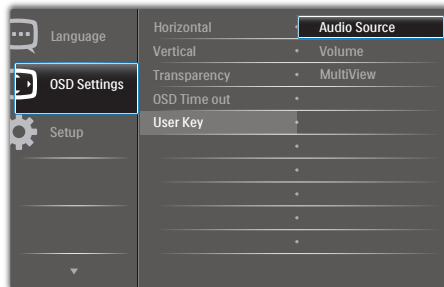 Language
OSD Settings
Setup
Horizontal
Vertical
Transparency
OSD Time out
User Key
Audio Source
Volume
MultiView